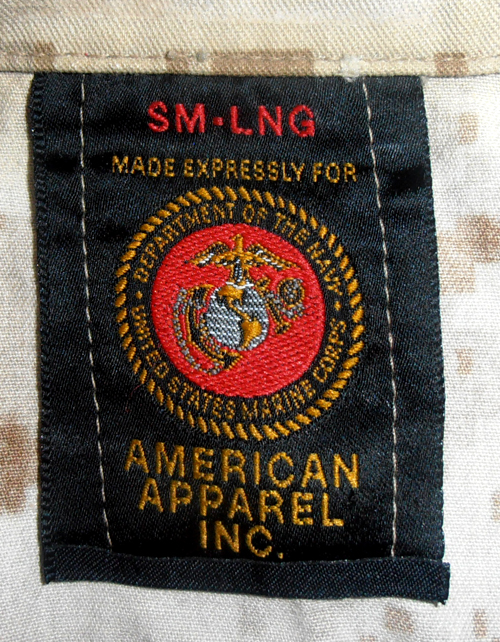 SM-LNG
MADE EXPRESSLY FOR
DEPARTMENT OF THE NAVY
UNITED STATES MARINE CORPS
AMERICAN
APPAREL
INC.